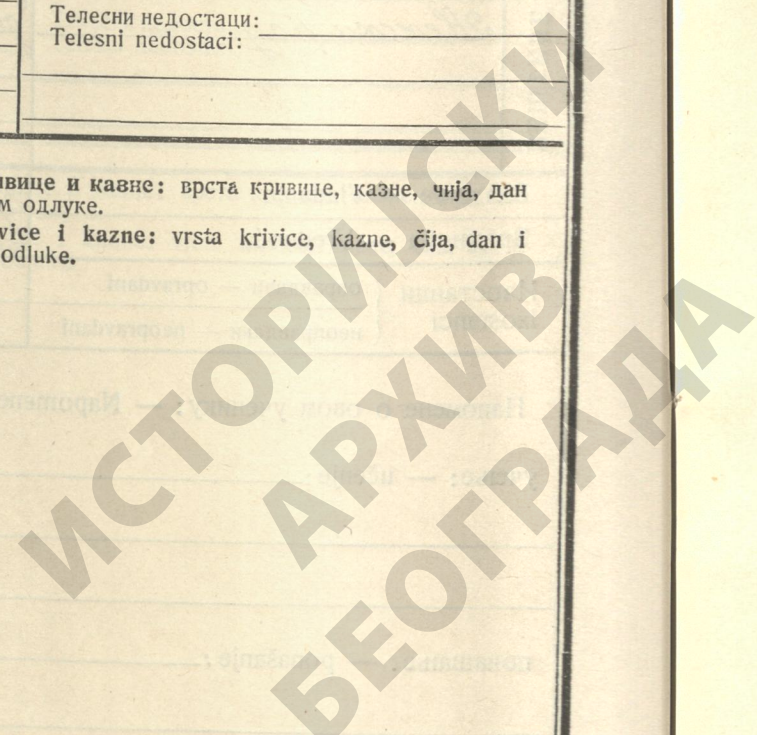 Телесни недостаци:
Telesni nedostaci:
ивице и казне: врста кривице, казне, чија, дан
м одлуке.
vice i kazne: vrsta krivice, kazne, čija, dan i
odluke.
ИСТОРИЈСКИ
АРХИВ
БЕОГРАДА